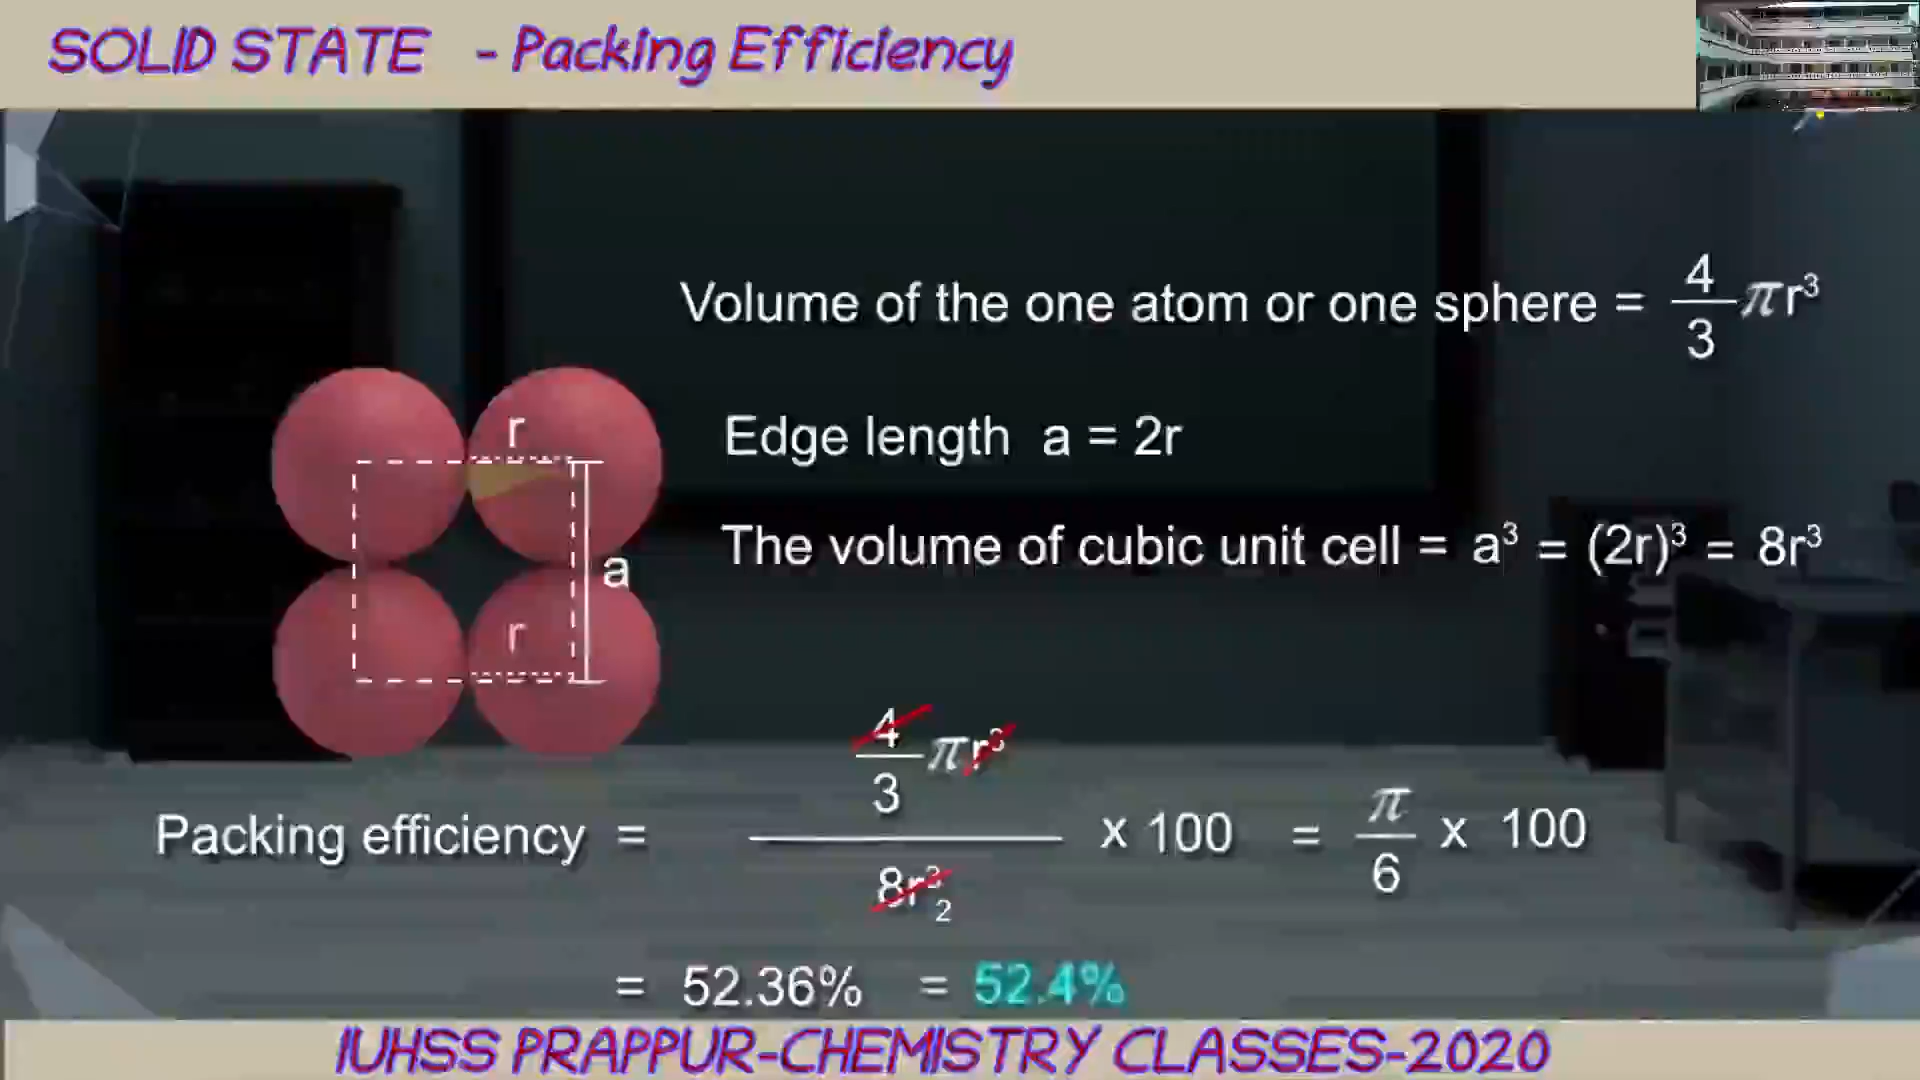 SOLID STATE - Packing Efficiency
Volume of the one atom or one sphere = 4/3 πr³
r
Edge length a = 2r
The volume of cubic unit cell = a³ = (2r)³ = 8r³
a
r
Packing efficiency = 4/3 πr³ / 8r³ 2 x 100 = π/6 x 100
= 52.36% = 52.4%
IUHSS PRAPPUR-CHEMISTRY CLASSES-2020